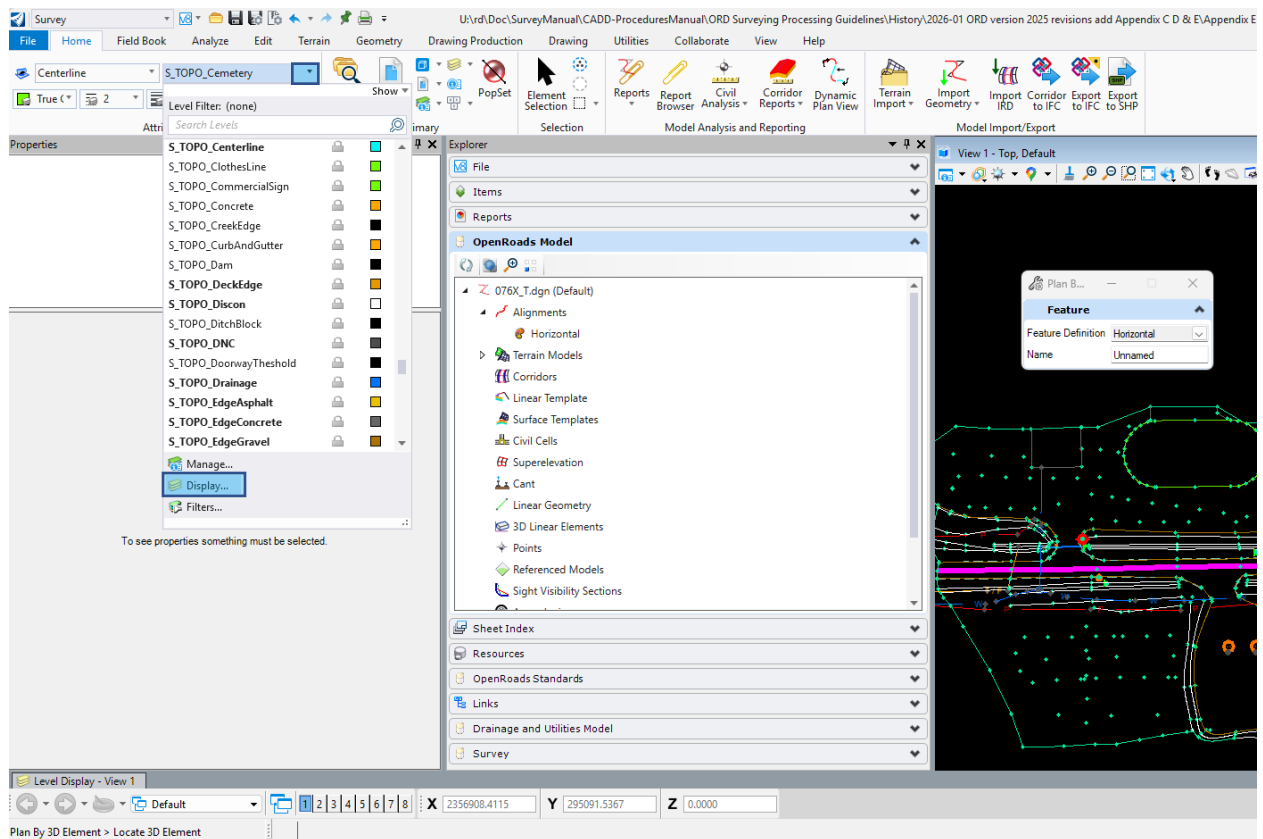 Survey
U:\rd\Doc\SurveyManual\CADD-ProceduresManual\ORD Surveying Processing Guidelines\History\2026-01 ORD version 2025 revisions add Appendix C D & E\Appendix E
File Home Field Book Analyze Edit Terrain Geometry Drawing Production Drawing Utilities Collaborate View Help
Centerline S_TOPO_Cemetery
True ( 2
Show
PopSet
Element Selection
Reports
Report Browser
Civil Analysis
Corridor Reports
Dynamic Plan View
Terrain Import
Import Geometry
Import IRD
Corridor to IFC
Export to IFC
Export to SHP
Attri
imary
Selection
Model Analysis and Reporting
Model Import/Export
Level Filter: (none)
Search Levels
S_TOPO_Centerline
S_TOPO_ClothesLine
S_TOPO_CommercialSign
S_TOPO_Concrete
S_TOPO_CreekEdge
S_TOPO_CurbAndGutter
S_TOPO_Dam
S_TOPO_DeckEdge
S_TOPO_Discon
S_TOPO_DitchBlock
S_TOPO_DNC
S_TOPO_DoorwayTheshold
S_TOPO_Drainage
S_TOPO_EdgeAsphalt
S_TOPO_EdgeConcrete
S_TOPO_EdgeGravel
Manage...
Display...
Filters...
Properties
To see properties something must be selected.
Explorer
File
Items
Reports
OpenRoads Model
076X_T.dgn (Default)
Alignments
Horizontal
Terrain Models
Corridors
Linear Template
Surface Templates
Civil Cells
Superelevation
Cant
Linear Geometry
3D Linear Elements
Points
Referenced Models
Sight Visibility Sections
Sheet Index
Resources
OpenRoads Standards
Links
Drainage and Utilities Model
Survey
View 1 - Top, Default
Plan B...
Feature
Feature Definition Horizontal
Name Unnamed
Level Display - View 1
Default 1 2 3 4 5 6 7 8 X 2356908.4115 Y 295091.5367 Z 0.0000
Plan By 3D Element > Locate 3D Element